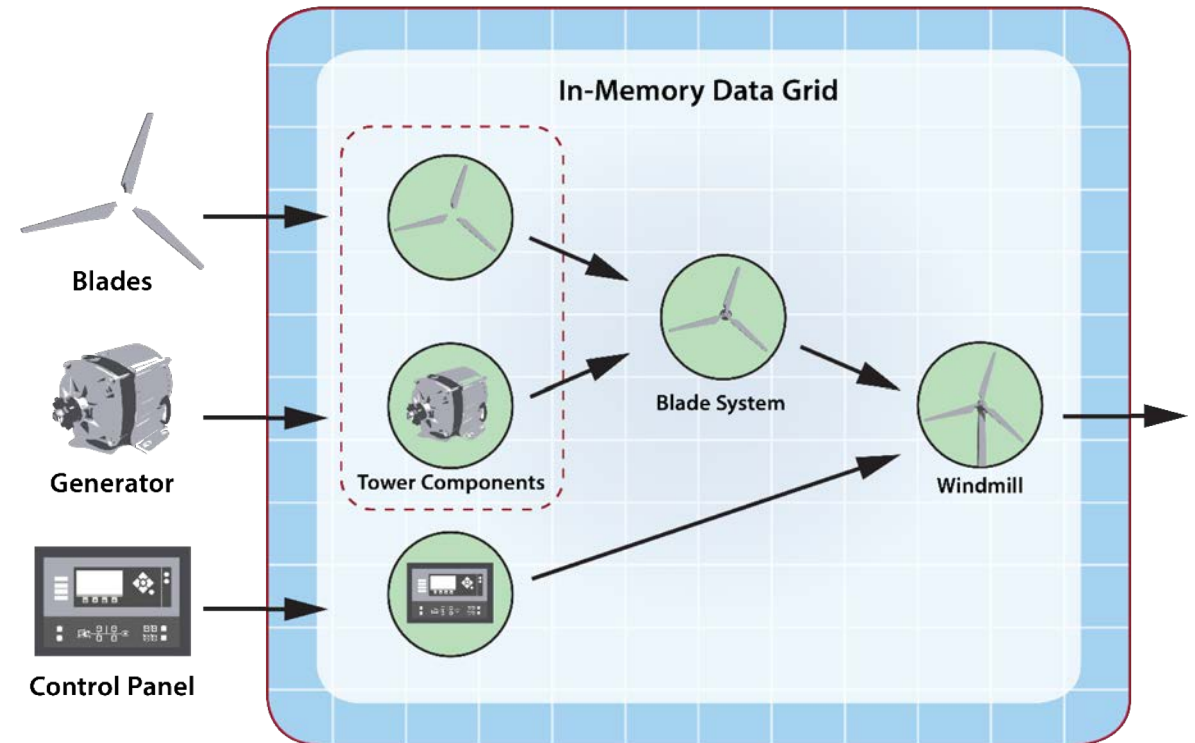 In-Memory Data Grid
Blades
Generator
Tower Components
Blade System
Windmill
Control Panel